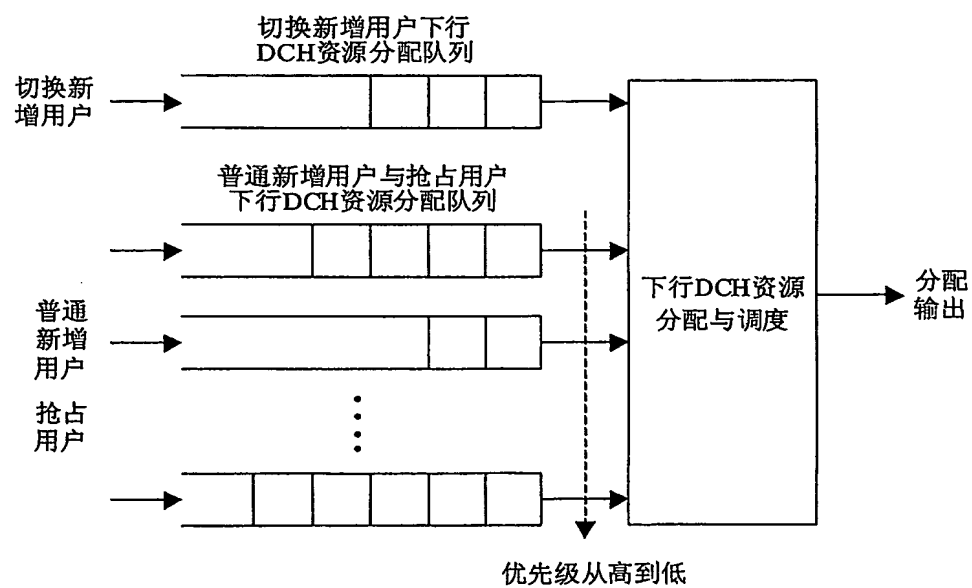 切换新增用户下行
DCH资源分配队列
切换新
增用户
普通新增用户与抢占用户
下行DCH资源分配队列
普通
新增
用户
抢占
用户
下行DCH资源
分配与调度
分配
输出
优先级从高到低